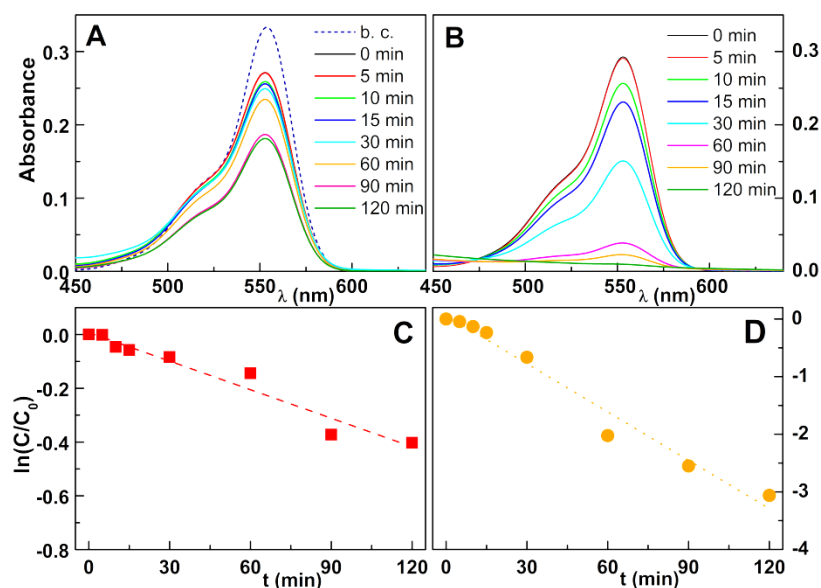 A
b. c.
0 min
5 min
10 min
15 min
30 min
60 min
90 min
120 min
Absorbance
0.3
0.2
0.1
0.0
450
500
550
600
λ (nm)
B
0 min
5 min
10 min
15 min
30 min
60 min
90 min
120 min
0.3
0.2
0.1
0.0
450
500
550
600
λ (nm)
C
ln(C/C0)
0.0
-0.2
-0.4
-0.6
-0.8
0
30
60
90
120
t (min)
D
0
-1
-2
-3
-4
0
30
60
90
120
t (min)